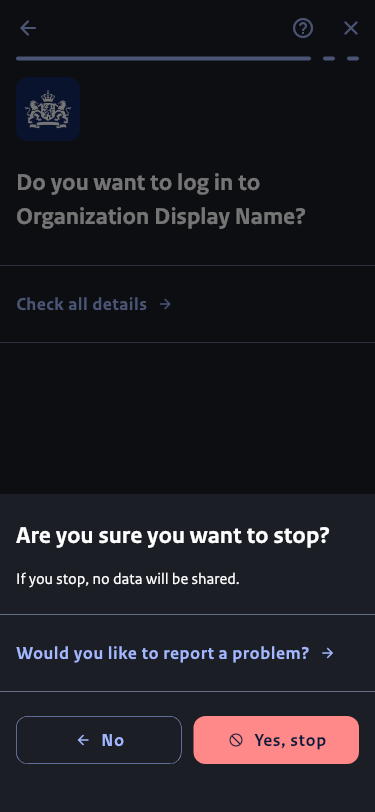 Do you want to log in to
Organization Display Name?
Check all details
Are you sure you want to stop?
If you stop, no data will be shared.
Would you like to report a problem?
No
Yes, stop